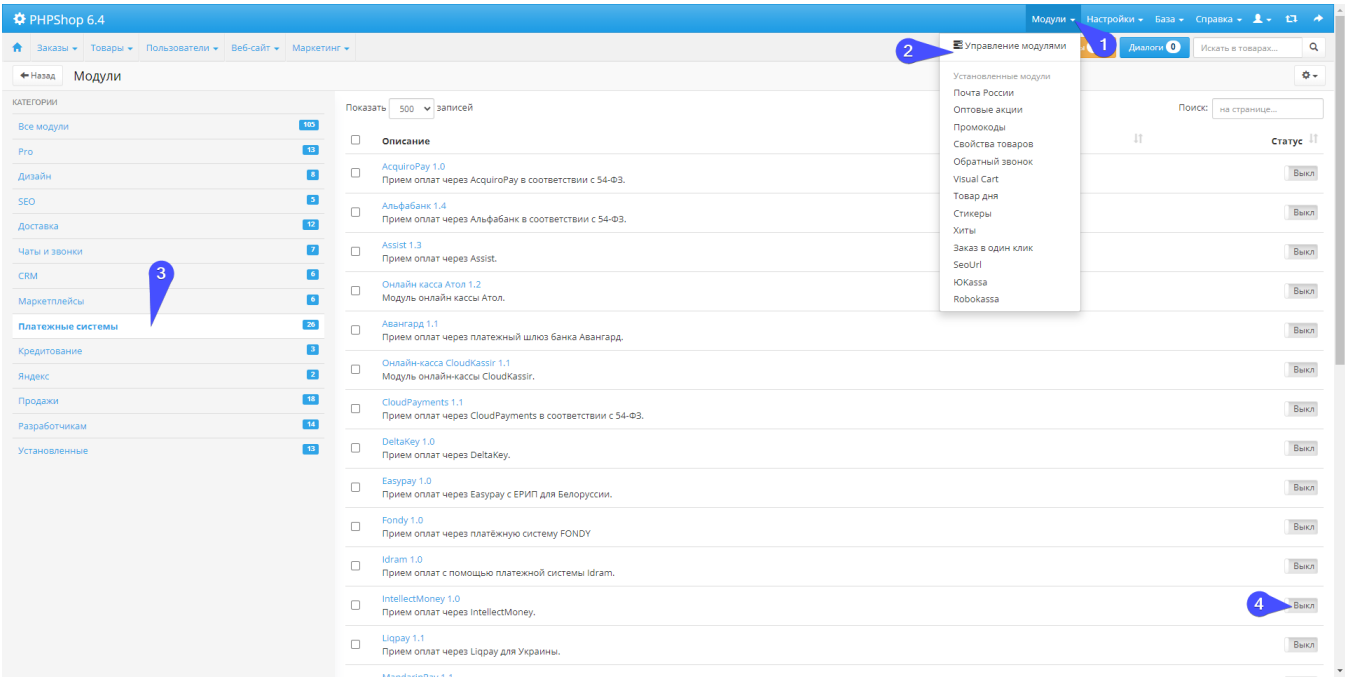 PHPShop 6.4
Модули
Настройки
База
Справка
1
Заказы
Товары
Пользователи
Веб-сайт
Маркетинг
2
Управление модулями
Диалоги 0
Искать в товарах...
Назад
Модули
Установленные модули
Почта России
Оптовые акции
Промокоды
Свойства товаров
Обратный звонок
Visual Cart
Товар дня
Стикеры
Хиты
Заказ в один клик
SeoUrl
ЮKassa
Robokassa
КАТЕГОРИИ
Все модули 105
Pro 13
Дизайн 8
SEO 5
Доставка 12
Чаты и звонки 7
CRM 6
3
Маркетплейсы 6
Платежные системы 26
Кредитование 3
Яндекс 2
Продажи 18
Разработчикам 14
Установленные 13
Показать 500 записей
Поиск: на странице...
Описание
Статус
AcquiroPay 1.0
Прием оплат через AcquiroPay в соответствии с 54-ФЗ.
Выкл
Альфабанк 1.4
Прием оплат через Альфабанк в соответствии с 54-ФЗ.
Выкл
Assist 1.3
Прием оплат через Assist.
Выкл
Онлайн касса Атол 1.2
Модуль онлайн кассы Атол.
Выкл
Авангард 1.1
Прием оплат через платежный шлюз банка Авангард.
Выкл
Онлайн-касса CloudKassir 1.1
Модуль онлайн-кассы CloudKassir.
Выкл
CloudPayments 1.1
Прием оплат через CloudPayments в соответствии с 54-ФЗ.
Выкл
DeltaKey 1.0
Прием оплат через DeltaKey.
Выкл
Easypay 1.0
Прием оплат через Easypay с ЕРИП для Белоруссии.
Выкл
Fondy 1.0
Прием оплат через платёжную систему FONDY
Выкл
Idram 1.0
Прием оплат с помощью платежной системы Idram.
Выкл
IntellectMoney 1.0
Прием оплат через IntellectMoney.
4
Выкл
Liqpay 1.1
Прием оплат через Liqpay для Украины.
Выкл
MandarinPay 1.1